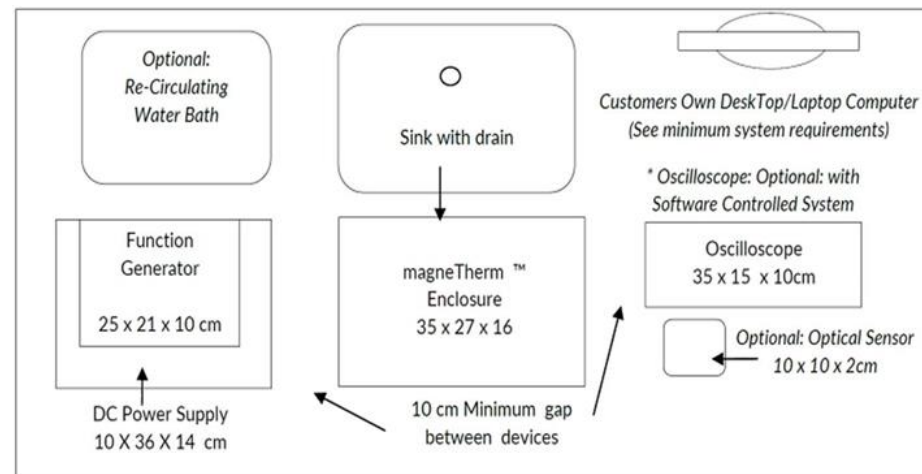 Optional:
Re-Circulating
Water Bath
Sink with drain
Customers Own DeskTop/Laptop Computer
(See minimum system requirements)
* Oscilloscope: Optional: with
Software Controlled System
Function
Generator
25 x 21 x 10 cm
magneTherm ™
Enclosure
35 x 27 x 16
Oscilloscope
35 x 15 x 10cm
Optional: Optical Sensor
10 x 10 x 2cm
DC Power Supply
10 X 36 X 14 cm
10 cm Minimum gap
between devices